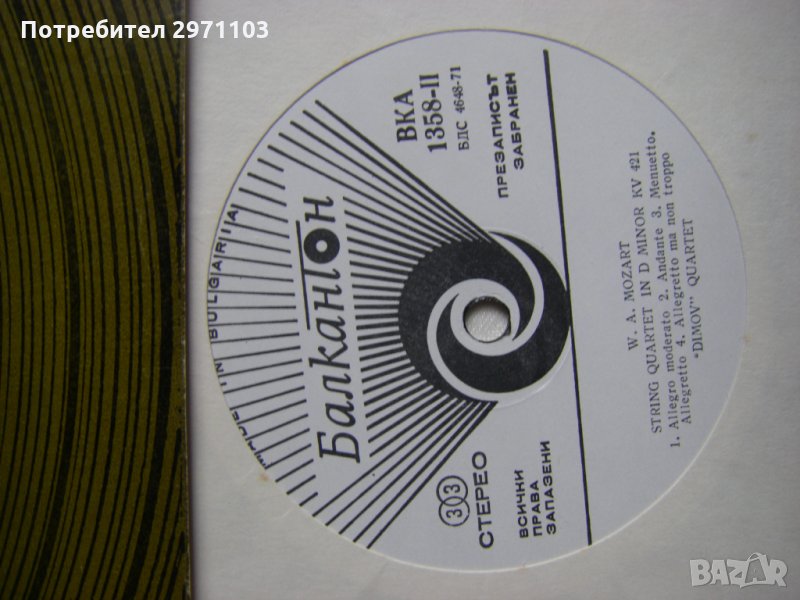 Потребител 2971103
MADE IN BULGARIA
Балкантон
ВКА
1358-II
БДС 4648-71
ПРЕЗАПИСЪТ
ЗАБРАНЕН
33
СТЕРЕО
ВСИЧКИ
ПРАВА
ЗАПАЗЕНИ
W. A. MOZART
STRING QUARTET IN D MINOR KV 421
1. Allegro moderato 2. Andante 3. Menuetto.
Allegretto 4. Allegretto ma non troppo
"DIMOV" QUARTET
BAZAR